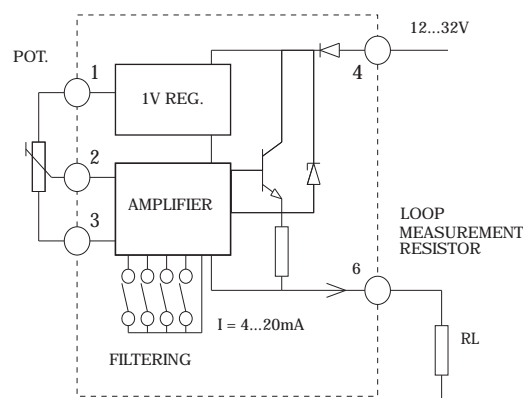 12...32V
POT.
1
4
1V REG.
2
AMPLIFIER
3
LOOP
MEASUREMENT
RESISTOR
6
I = 4...20mA
RL
FILTERING